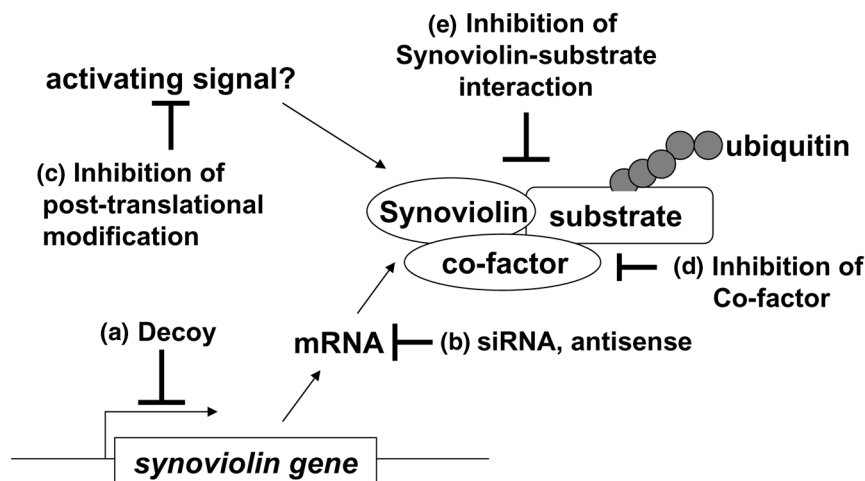 (e) Inhibition of
Synoviolin-substrate
interaction
activating signal?
ubiquitin
(c) Inhibition of
post-translational
modification
Synoviolin
substrate
co-factor
(d) Inhibition of
Co-factor
(a) Decoy
mRNA
(b) siRNA, antisense
synoviolin gene